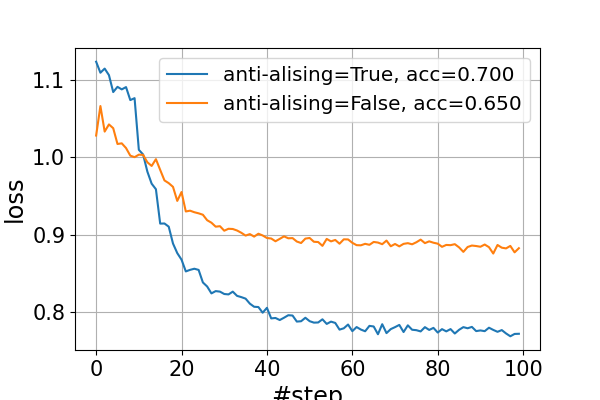 anti-alising=True, acc=0.700
anti-alising=False, acc=0.650
1.1
1.0
0.9
0.8
loss
0 20 40 60 80 100
#step